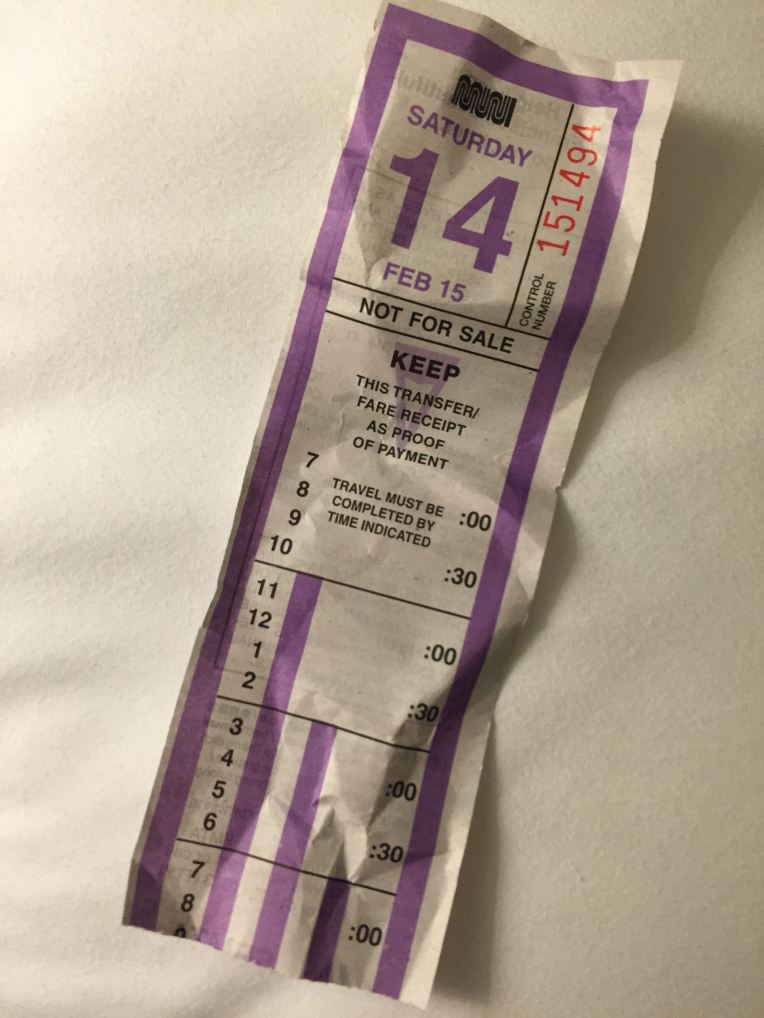 MUNI
SATURDAY
14
FEB 15
CONTROL
NUMBER
151494
NOT FOR SALE
KEEP
THIS TRANSFER/
FARE RECEIPT
AS PROOF
OF PAYMENT
TRAVEL MUST BE
COMPLETED BY
TIME INDICATED
7
8
9
10
:00
:30
11
12
1
2
:00
:30
3
4
5
6
:00
:30
7
8
:00